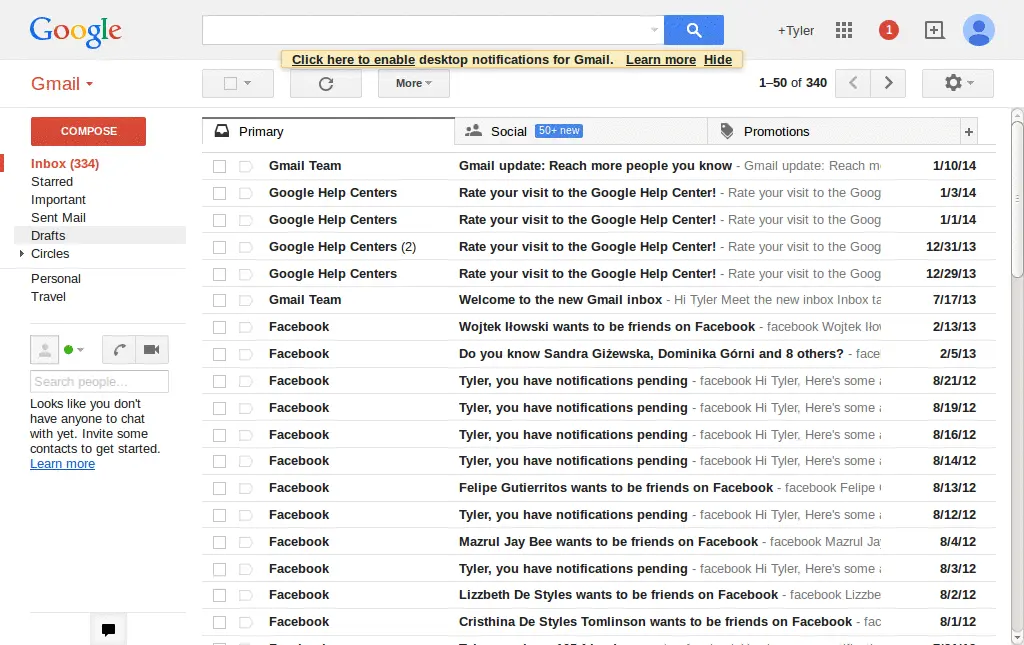 Google
+Tyler
1
Click here to enable desktop notifications for Gmail. Learn more Hide
Gmail
More
1–50 of 340
COMPOSE
Inbox (334)
Starred
Important
Sent Mail
Drafts
Circles
Personal
Travel
Search people...
Looks like you don't
have anyone to chat
with yet. Invite some
contacts to get started.
Learn more
Primary
Social 50+ new
Promotions
Gmail Team Gmail update: Reach more people you know - Gmail update: Reach m 1/10/14
Google Help Centers Rate your visit to the Google Help Center! - Rate your visit to the Goog 1/3/14
Google Help Centers Rate your visit to the Google Help Center! - Rate your visit to the Goog 1/1/14
Google Help Centers (2) Rate your visit to the Google Help Center! - Rate your visit to the Goog 12/31/13
Google Help Centers Rate your visit to the Google Help Center! - Rate your visit to the Goog 12/29/13
Gmail Team Welcome to the new Gmail inbox - Hi Tyler Meet the new inbox Inbox ta 7/17/13
Facebook Wojtek Iłowski wants to be friends on Facebook - facebook Wojtek Iłov 2/13/13
Facebook Do you know Sandra Giżewska, Dominika Górni and 8 others? - facel 2/5/13
Facebook Tyler, you have notifications pending - facebook Hi Tyler, Here's some a 8/21/12
Facebook Tyler, you have notifications pending - facebook Hi Tyler, Here's some a 8/19/12
Facebook Tyler, you have notifications pending - facebook Hi Tyler, Here's some a 8/16/12
Facebook Tyler, you have notifications pending - facebook Hi Tyler, Here's some a 8/14/12
Facebook Felipe Gutierritos wants to be friends on Facebook - facebook Felipe 8/13/12
Facebook Tyler, you have notifications pending - facebook Hi Tyler, Here's some a 8/12/12
Facebook Mazrul Jay Bee wants to be friends on Facebook - facebook Mazrul Ja 8/4/12
Facebook Tyler, you have notifications pending - facebook Hi Tyler, Here's some a 8/3/12
Facebook Lizzbeth De Styles wants to be friends on Facebook - facebook Lizzbe 8/2/12
Facebook Cristhina De Styles Tomlinson wants to be friends on Facebook - fac 8/1/12